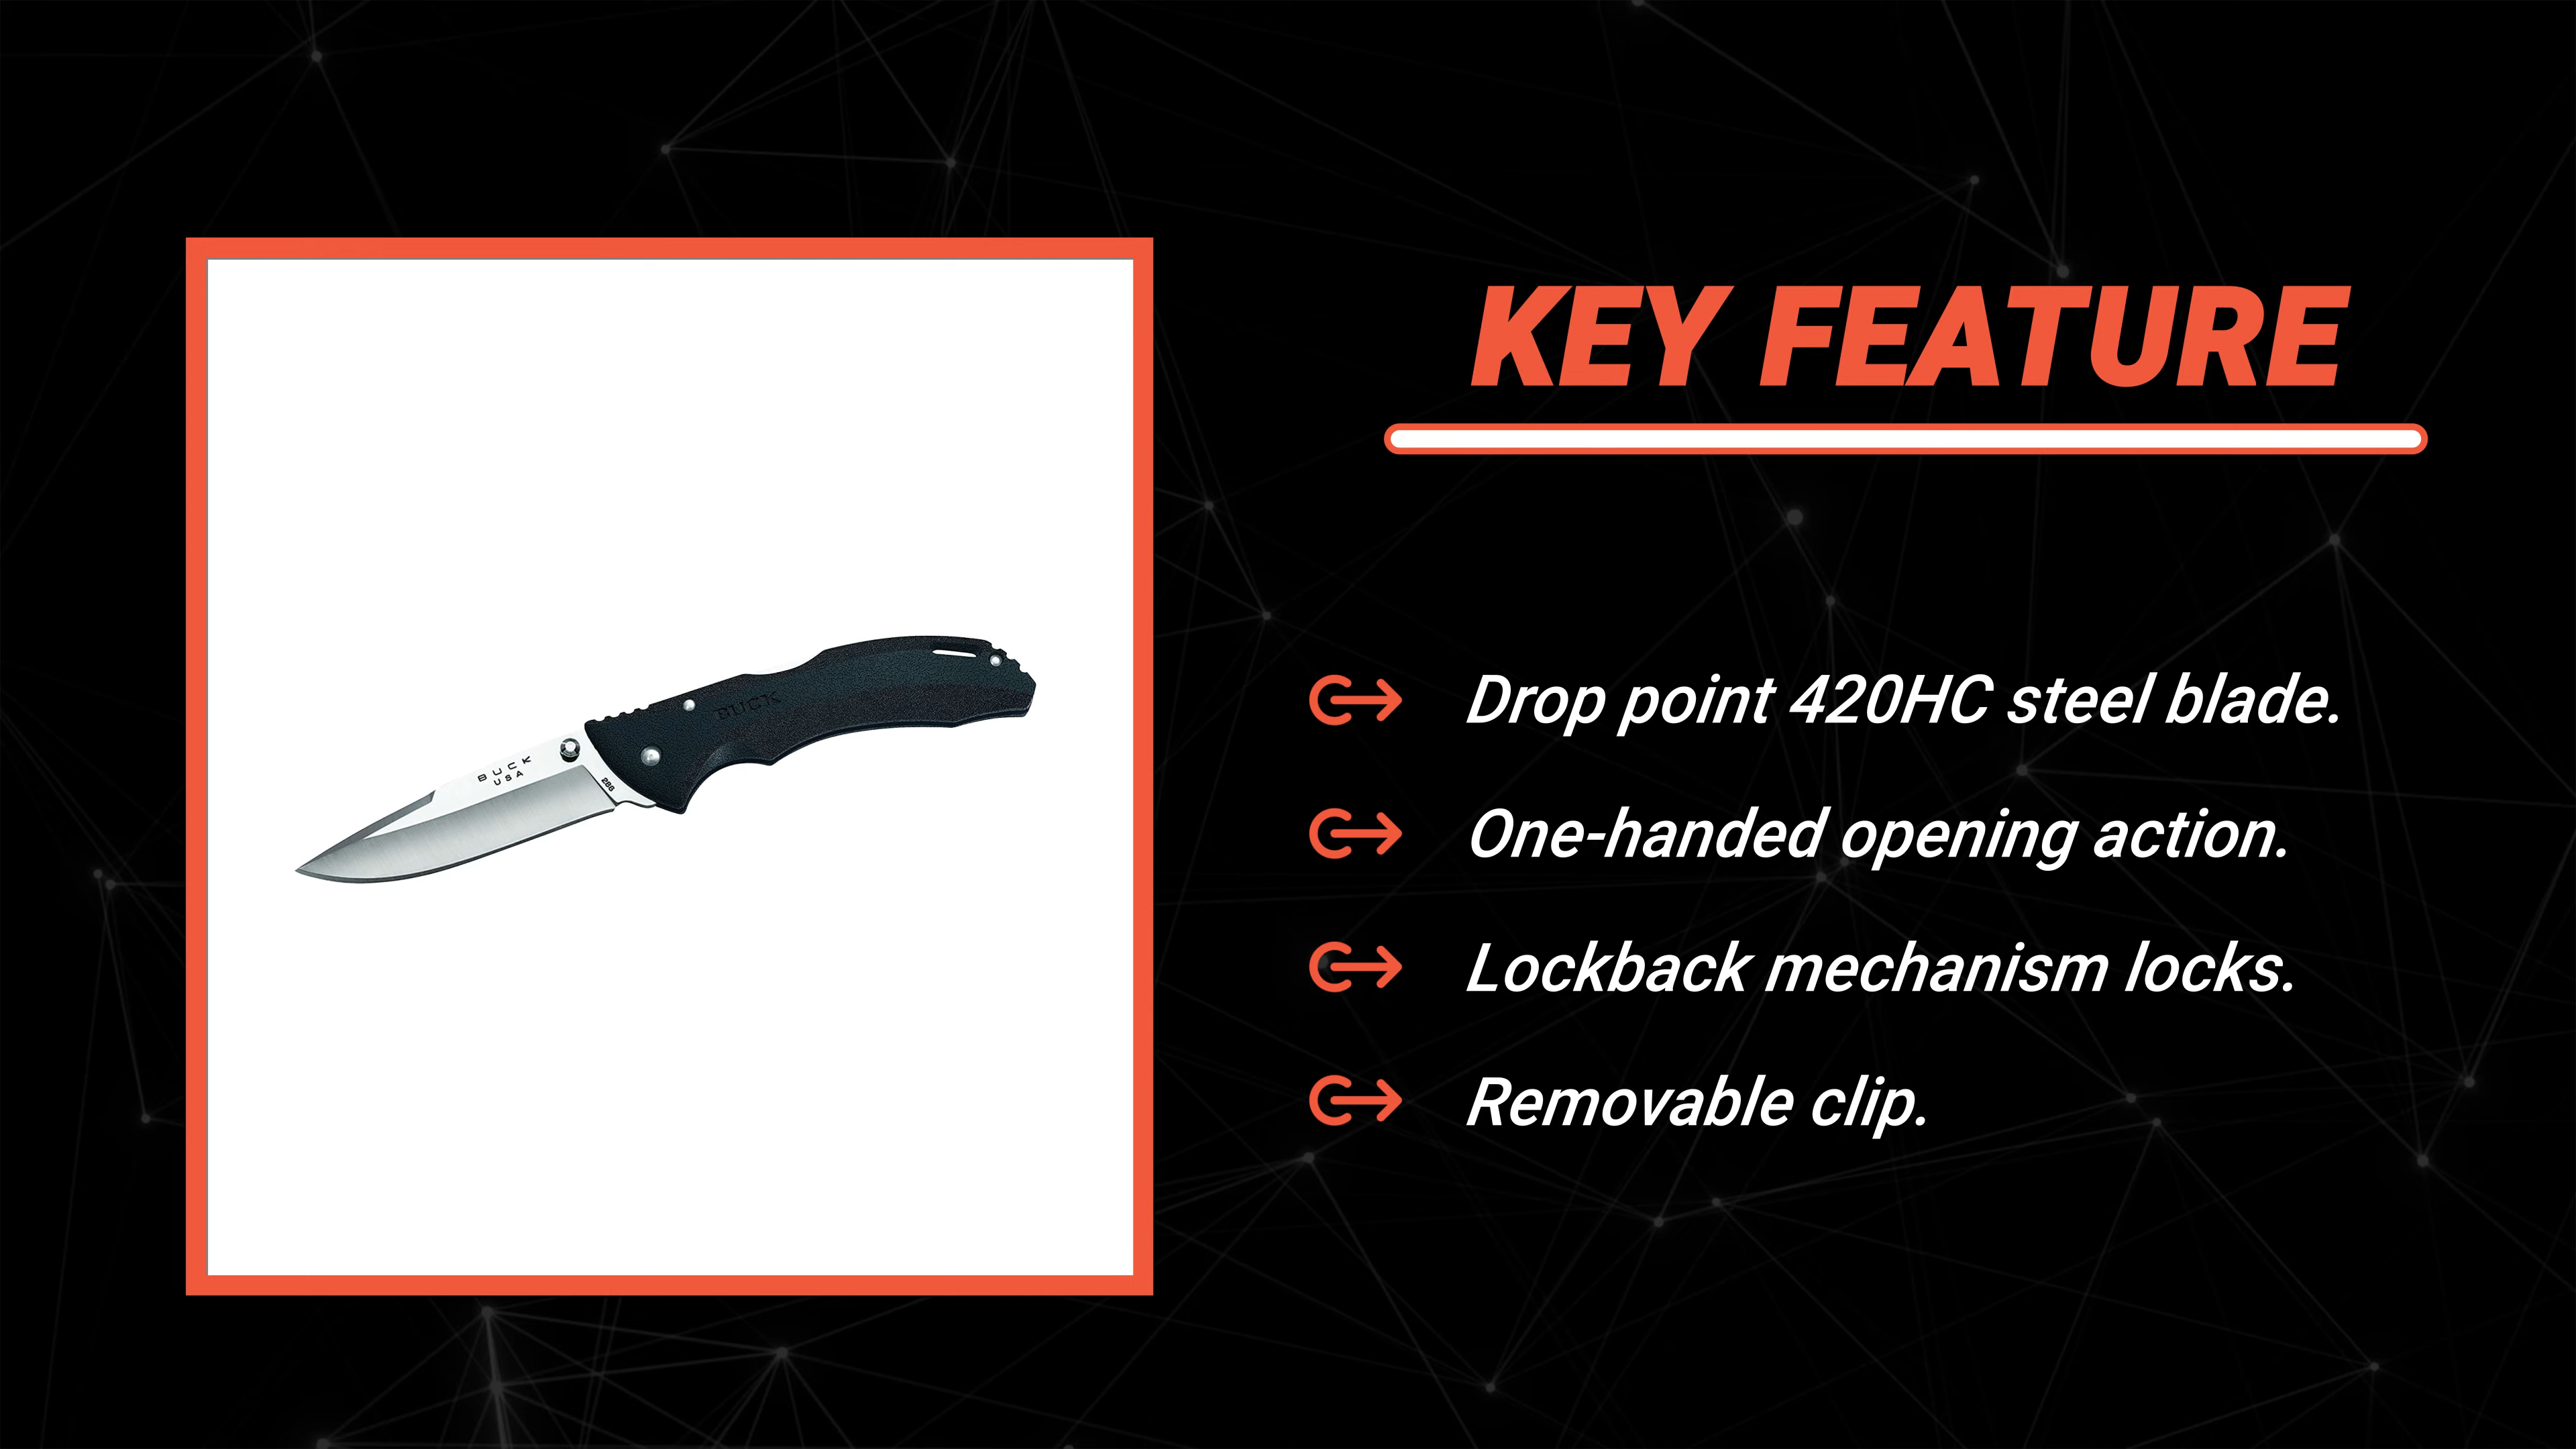 KEY FEATURE
BUCK
BUCK
USA
286
Drop point 420HC steel blade.
One-handed opening action.
Lockback mechanism locks.
Removable clip.